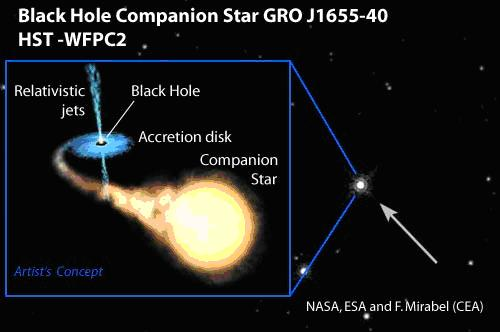 Black Hole Companion Star GRO J1655-40
HST -WFPC2
Relativistic
jets
Black Hole
Accretion disk
Companion
Star
Artist's Concept
NASA, ESA and F. Mirabel (CEA)